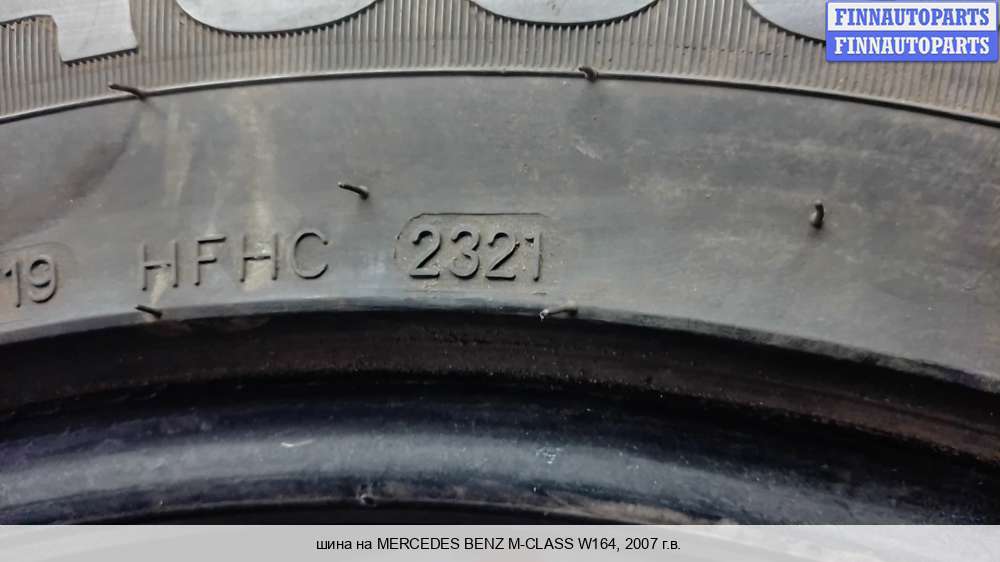 FINNAUTOPARTS
FINNAUTOPARTS
19 HFHC 2321
шина на MERCEDES BENZ M-CLASS W164, 2007 г.в.